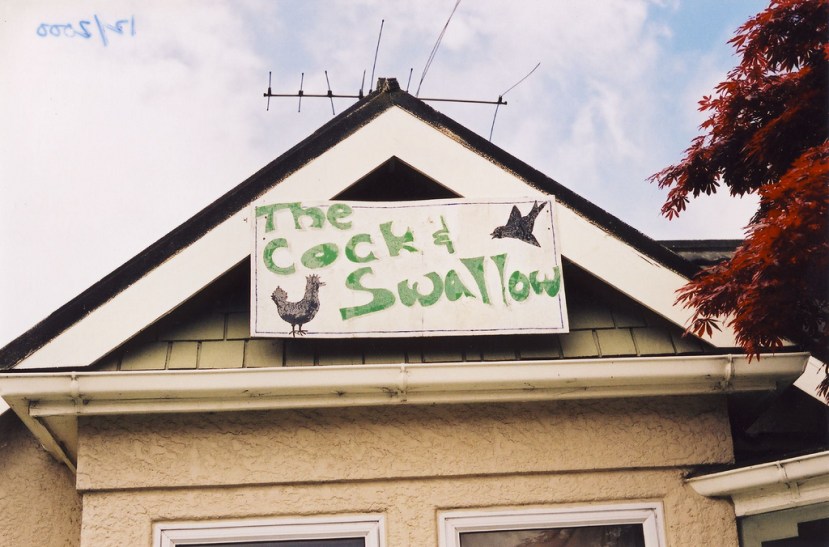 The
Cock &
Swallow